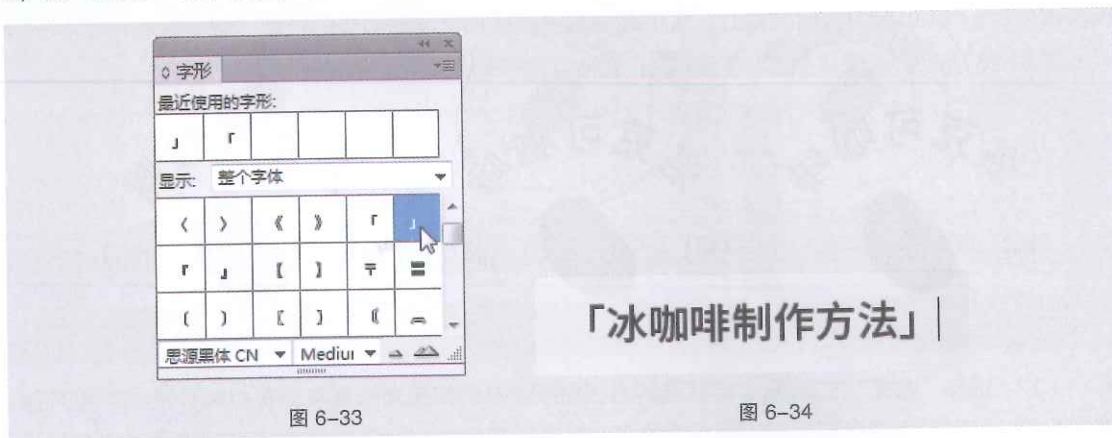 字形
最近使用的字形:
」 「
显示: 整个字体
〈 〉 《 》 「 」
『 』 【 】 〒 〓
( ) 〖 〗
思源黑体 CN Mediu
「冰咖啡制作方法」
图 6-33
图 6-34